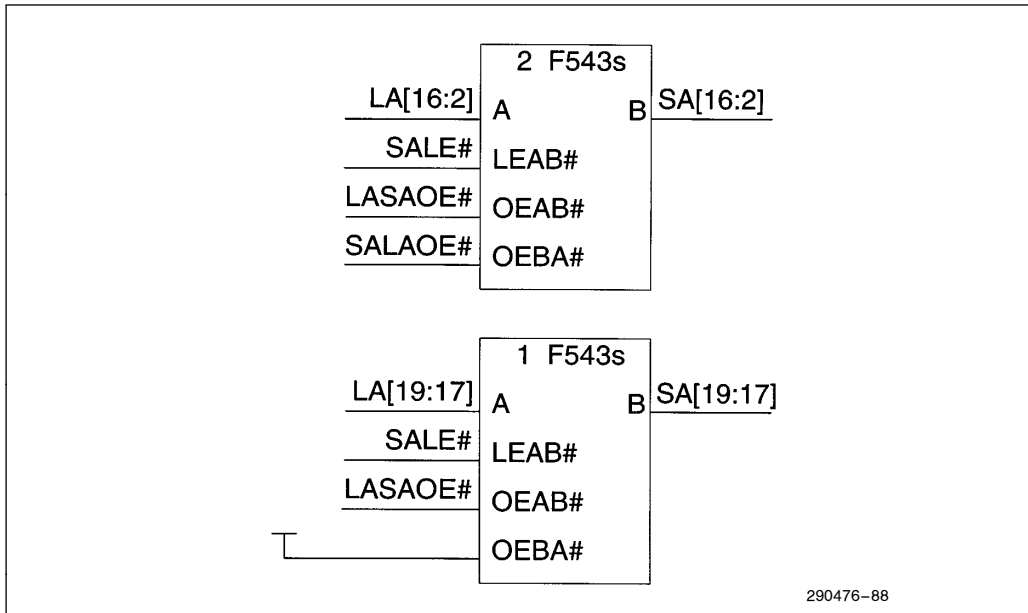 2 F543s
LA[16:2] A B SA[16:2]
SALE# LEAB#
LASAOE# OEAB#
SALAOE# OEBA#
1 F543s
LA[19:17] A B SA[19:17]
SALE# LEAB#
LASAOE# OEAB#
OEBA#
290476–88